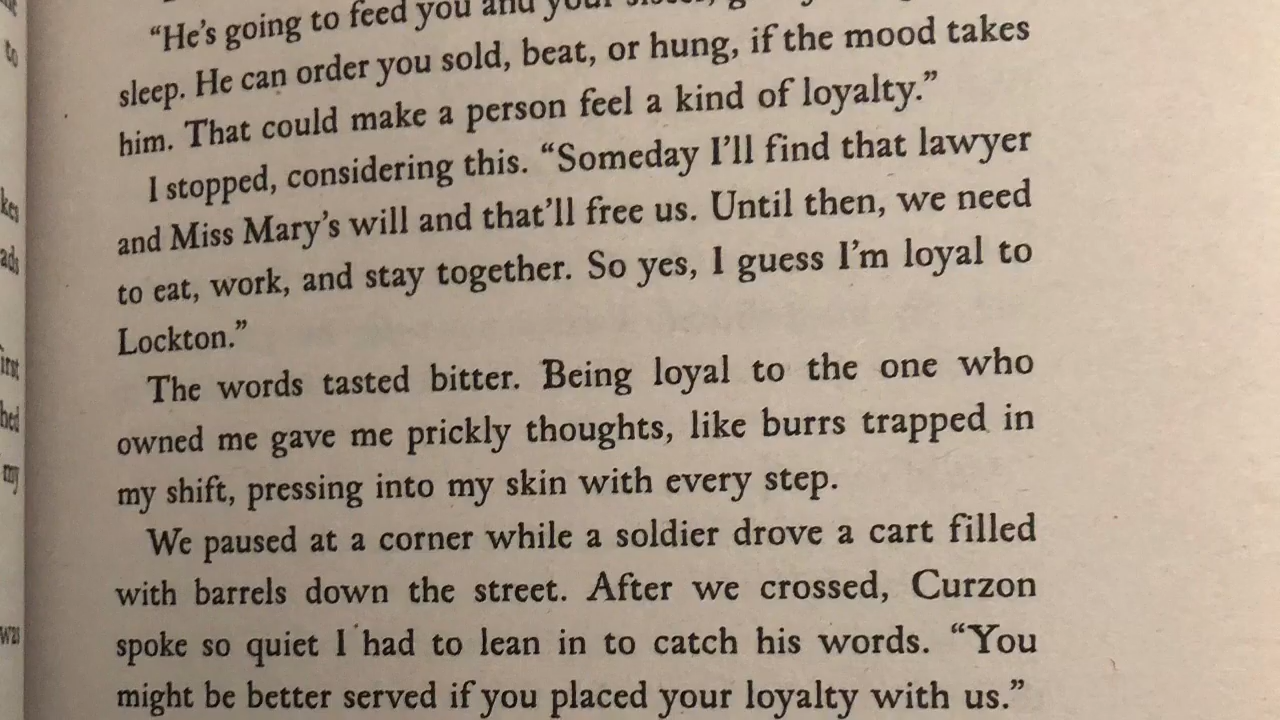 “He’s going to feed you and your
sleep. He can order you sold, beat, or hung, if the mood takes
him. That could make a person feel a kind of loyalty.”
I stopped, considering this. “Someday I’ll find that lawyer
and Miss Mary’s will and that’ll free us. Until then, we need
to eat, work, and stay together. So yes, I guess I’m loyal to
Lockton.”
The words tasted bitter. Being loyal to the one who
owned me gave me prickly thoughts, like burrs trapped in
my shift, pressing into my skin with every step.
We paused at a corner while a soldier drove a cart filled
with barrels down the street. After we crossed, Curzon
spoke so quiet I had to lean in to catch his words. “You
might be better served if you placed your loyalty with us.”
to
my